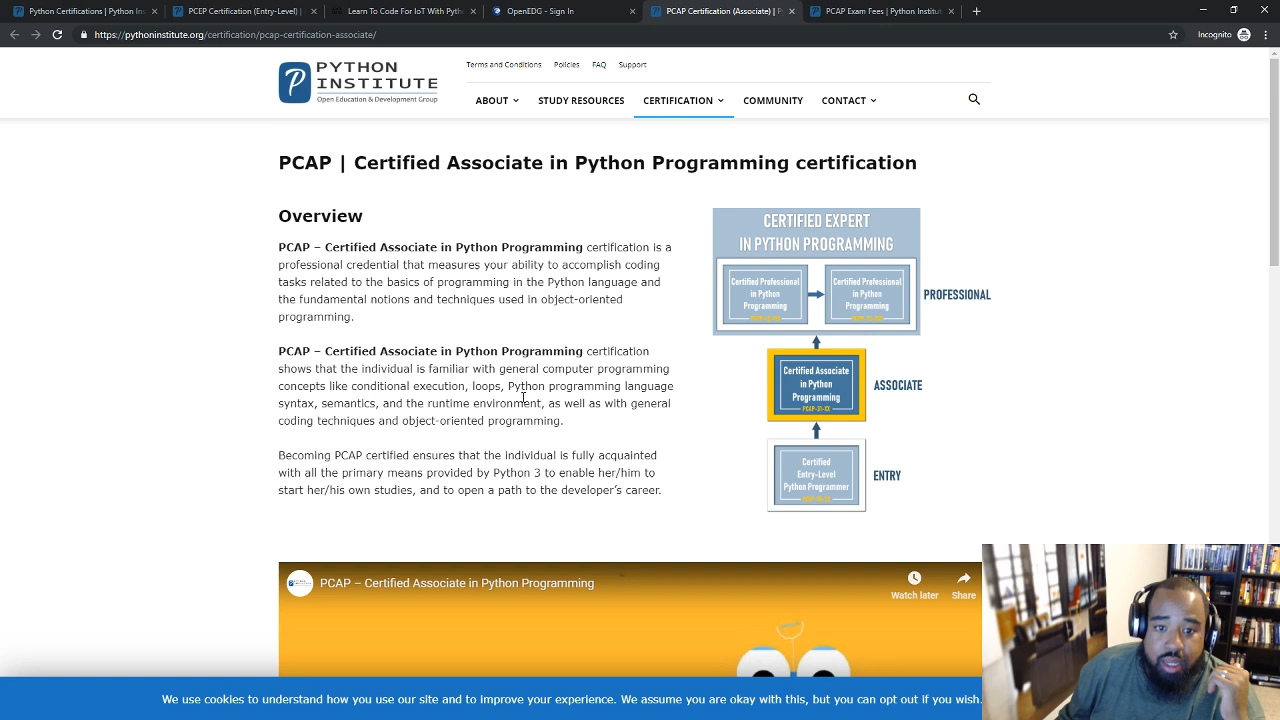 Python Certifications | Python Ins
PCEP Certification (Entry-Level) |
Learn To Code For IoT With Pyth
OpenEDG - Sign In
PCAP Certification (Associate) | P
PCAP Exam Fees | Python Institut
https://pythoninstitute.org/certification/pcap-certification-associate/
Incognito
PYTHON
INSTITUTE
Open Education & Development Group
Terms and Conditions Policies FAQ Support
ABOUT STUDY RESOURCES CERTIFICATION COMMUNITY CONTACT
PCAP | Certified Associate in Python Programming certification
Overview
PCAP – Certified Associate in Python Programming certification is a
professional credential that measures your ability to accomplish coding
tasks related to the basics of programming in the Python language and
the fundamental notions and techniques used in object-oriented
programming.
PCAP – Certified Associate in Python Programming certification
shows that the individual is familiar with general computer programming
concepts like conditional execution, loops, Python programming language
syntax, semantics, and the runtime environment, as well as with general
coding techniques and object-oriented programming.
Becoming PCAP certified ensures that the individual is fully acquainted
with all the primary means provided by Python 3 to enable her/him to
start her/his own studies, and to open a path to the developer's career.
CERTIFIED EXPERT
IN PYTHON PROGRAMMING
Certified Professional
in Python
Programming
Certified Professional
in Python
Programming
PROFESSIONAL
Certified Associate
in Python
Programming
PCAP-31-XX
ASSOCIATE
Certified
Entry-Level
Python Programmer
ENTRY
PCAP – Certified Associate in Python Programming
Watch later
Share
We use cookies to understand how you use our site and to improve your experience. We assume you are okay with this, but you can opt out if you wish.